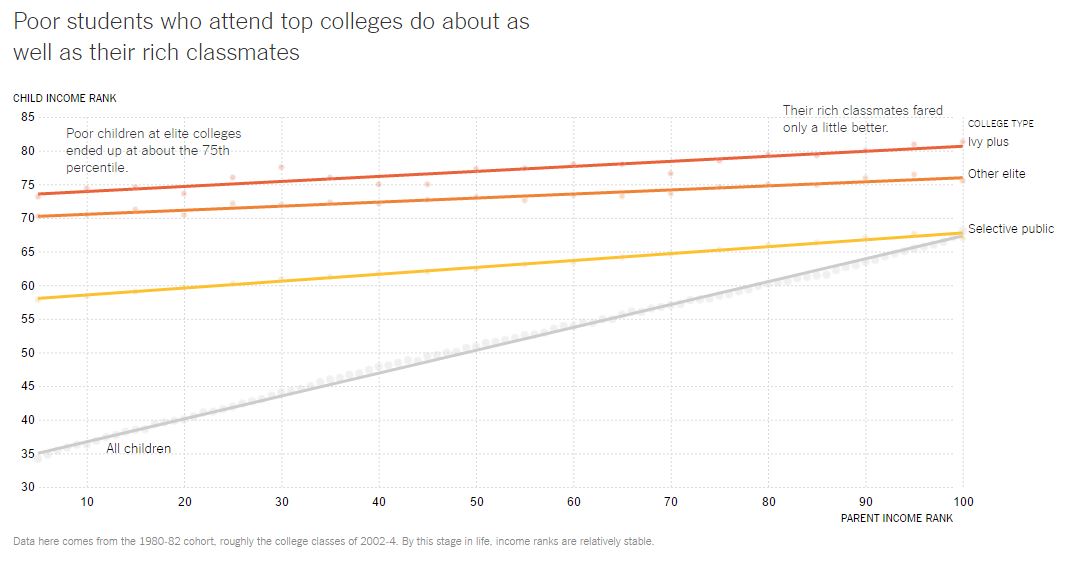 Poor students who attend top colleges do about as
well as their rich classmates
CHILD INCOME RANK
85
80
75
70
65
60
55
50
45
40
35
30
Poor children at elite colleges
ended up at about the 75th
percentile.
Their rich classmates fared
only a little better.
COLLEGE TYPE
Ivy plus
Other elite
Selective public
All children
10 20 30 40 50 60 70 80 90 100
PARENT INCOME RANK
Data here comes from the 1980-82 cohort, roughly the college classes of 2002-4. By this stage in life, income ranks are relatively stable.